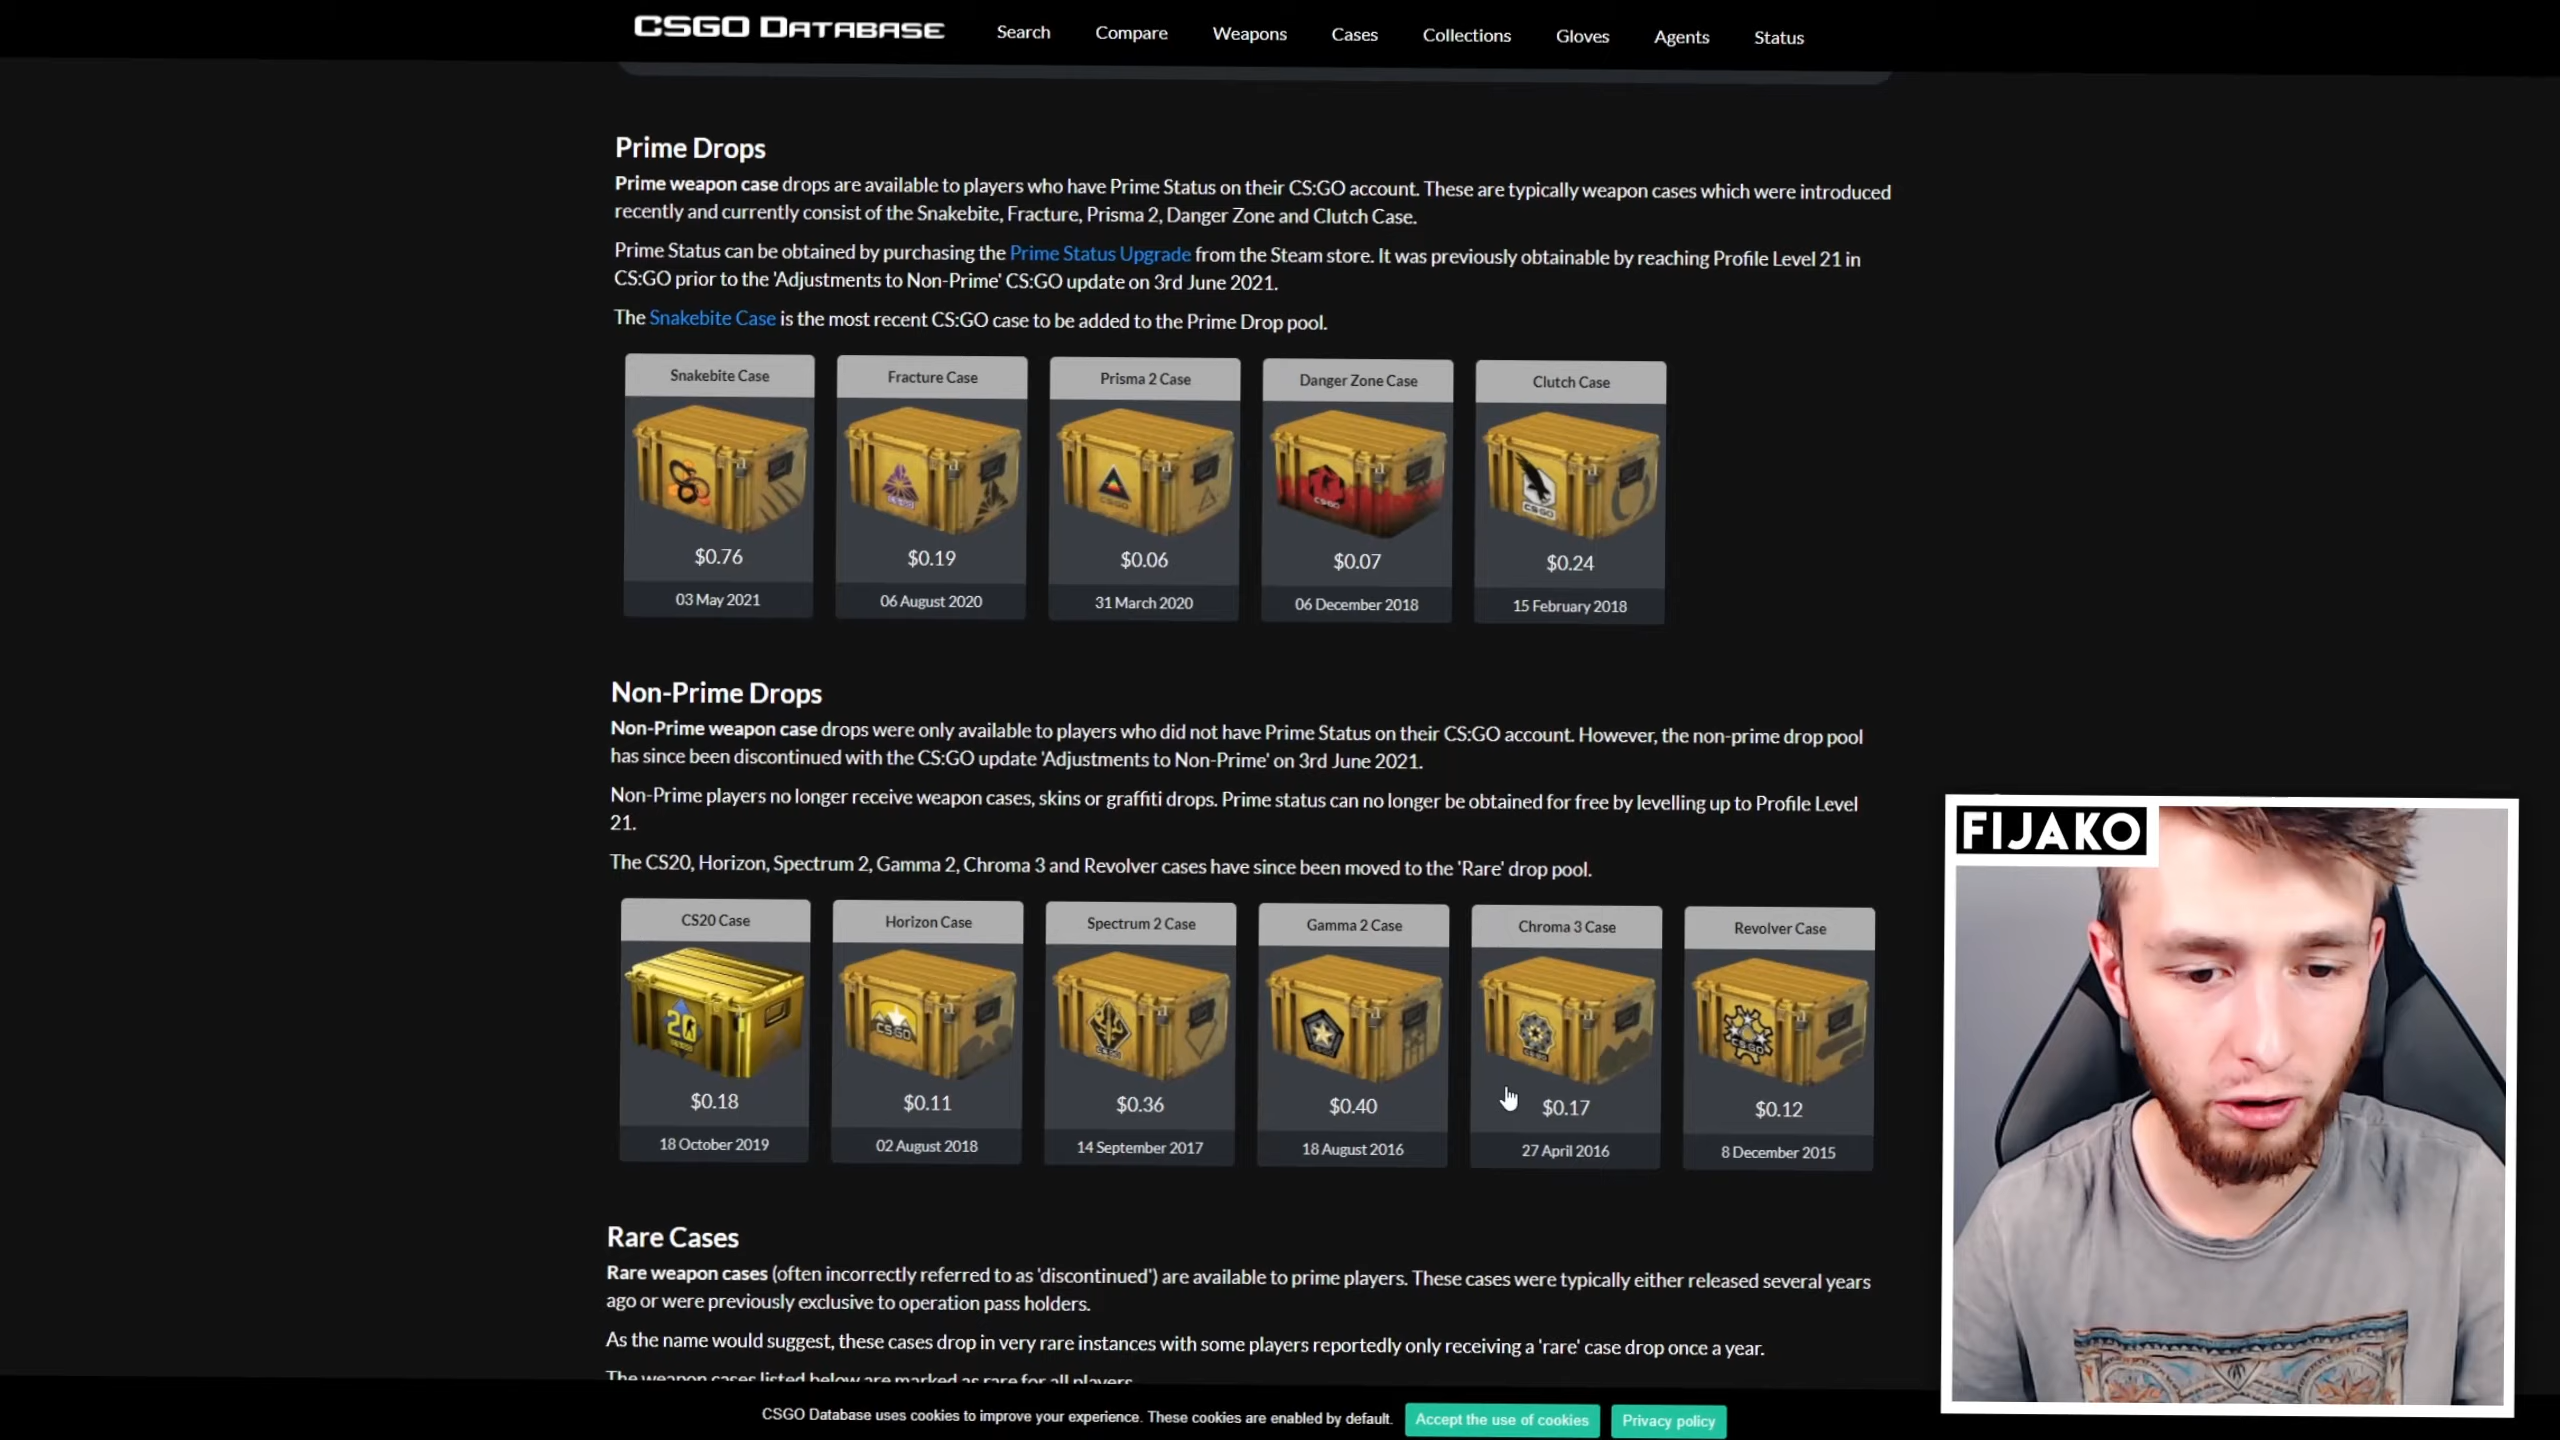 CSGO DATABASE
Search
Compare
Weapons
Cases
Collections
Gloves
Agents
Status
Prime Drops
Prime weapon case drops are available to players who have Prime Status on their CS:GO account. These are typically weapon cases which were introduced
recently and currently consist of the Snakebite, Fracture, Prisma 2, Danger Zone and Clutch Case.
Prime Status can be obtained by purchasing the Prime Status Upgrade from the Steam store. It was previously obtainable by reaching Profile Level 21 in
CS:GO prior to the 'Adjustments to Non-Prime' CS:GO update on 3rd June 2021.
The Snakebite Case is the most recent CS:GO case to be added to the Prime Drop pool.
Snakebite Case
Fracture Case
Prisma 2 Case
Danger Zone Case
Clutch Case
$0.76
$0.19
$0.06
$0.07
$0.24
03 May 2021
06 August 2020
31 March 2020
06 December 2018
15 February 2018
Non-Prime Drops
Non-Prime weapon case drops were only available to players who did not have Prime Status on their CS:GO account. However, the non-prime drop pool
has since been discontinued with the CS:GO update 'Adjustments to Non-Prime' on 3rd June 2021.
Non-Prime players no longer receive weapon cases, skins or graffiti drops. Prime status can no longer be obtained for free by levelling up to Profile Level
21.
The CS20, Horizon, Spectrum 2, Gamma 2, Chroma 3 and Revolver cases have since been moved to the 'Rare' drop pool.
CS20 Case
Horizon Case
Spectrum 2 Case
Gamma 2 Case
Chroma 3 Case
Revolver Case
$0.18
$0.11
$0.36
$0.40
$0.17
$0.12
18 October 2019
02 August 2018
14 September 2017
18 August 2016
27 April 2016
8 December 2015
FIJAKO
Rare Cases
Rare weapon cases (often incorrectly referred to as 'discontinued') are available to prime players. These cases were typically either released several years
ago or were previously exclusive to operation pass holders.
As the name would suggest, these cases drop in very rare instances with some players reportedly only receiving a 'rare' case drop once a year.
The weapon cases listed below are marked as rare for all players
CSGO Database uses cookies to improve your experience. These cookies are enabled by default.
Accept the use of cookies
Privacy policy